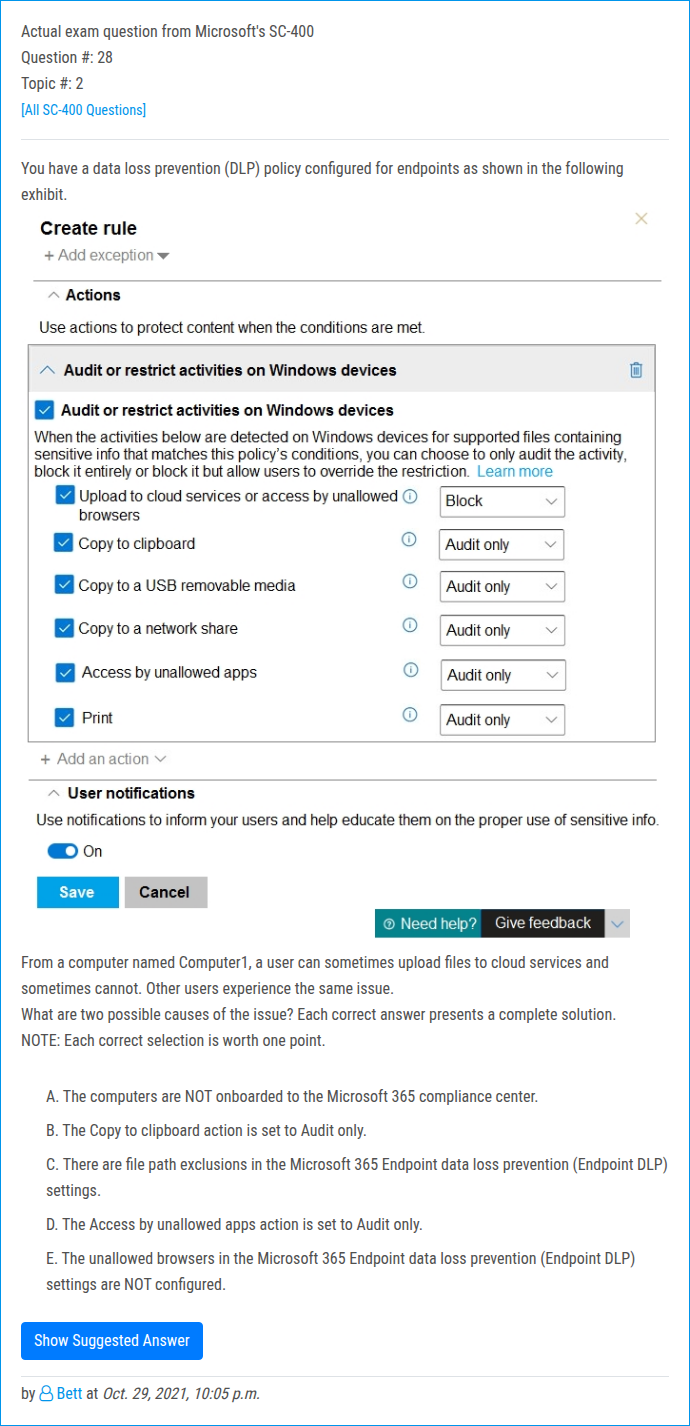 Actual exam question from Microsoft's SC-400
Question #: 28
Topic #: 2
[All SC-400 Questions]
You have a data loss prevention (DLP) policy configured for endpoints as shown in the following
exhibit.
Create rule
+ Add exception
Actions
Use actions to protect content when the conditions are met.
Audit or restrict activities on Windows devices
Audit or restrict activities on Windows devices
When the activities below are detected on Windows devices for supported files containing
sensitive info that matches this policy's conditions, you can choose to only audit the activity,
block it entirely or block it but allow users to override the restriction. Learn more
Upload to cloud services or access by unallowed browsers Block
Copy to clipboard Audit only
Copy to a USB removable media Audit only
Copy to a network share Audit only
Access by unallowed apps Audit only
Print Audit only
+ Add an action
User notifications
Use notifications to inform your users and help educate them on the proper use of sensitive info.
On
Save Cancel
Need help? Give feedback
From a computer named Computer1, a user can sometimes upload files to cloud services and
sometimes cannot. Other users experience the same issue.
What are two possible causes of the issue? Each correct answer presents a complete solution.
NOTE: Each correct selection is worth one point.
A. The computers are NOT onboarded to the Microsoft 365 compliance center.
B. The Copy to clipboard action is set to Audit only.
C. There are file path exclusions in the Microsoft 365 Endpoint data loss prevention (Endpoint DLP)
settings.
D. The Access by unallowed apps action is set to Audit only.
E. The unallowed browsers in the Microsoft 365 Endpoint data loss prevention (Endpoint DLP)
settings are NOT configured.
Show Suggested Answer
by Bett at Oct. 29, 2021, 10:05 p.m.